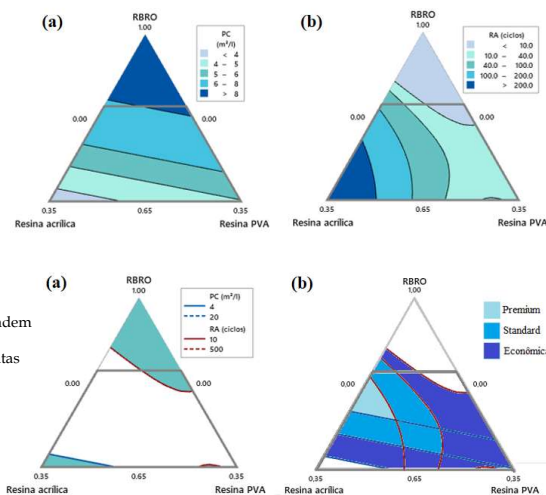 (a)
RBRO
1.00
PC
(m²/l)
< 4
4 – 5
5 – 6
6 – 8
> 8
0.00
0.00
0.35
0.65
0.35
Resina acrílica
Resina PVA
(b)
RBRO
1.00
RA (ciclos)
< 10.0
10.0 – 40.0
40.0 – 100.0
100.0 – 200.0
> 200.0
0.00
0.00
0.35
0.65
0.35
Resina acrílica
Resina PVA
(a)
RBRO
1.00
PC (m²/l)
4
20
RA (ciclos)
10
500
0.00
0.00
0.35
0.65
0.35
Resina acrílica
Resina PVA
(b)
RBRO
1.00
Premium
Standard
Econômica
0.00
0.00
0.35
0.65
0.35
Resina acrílica
Resina PVA